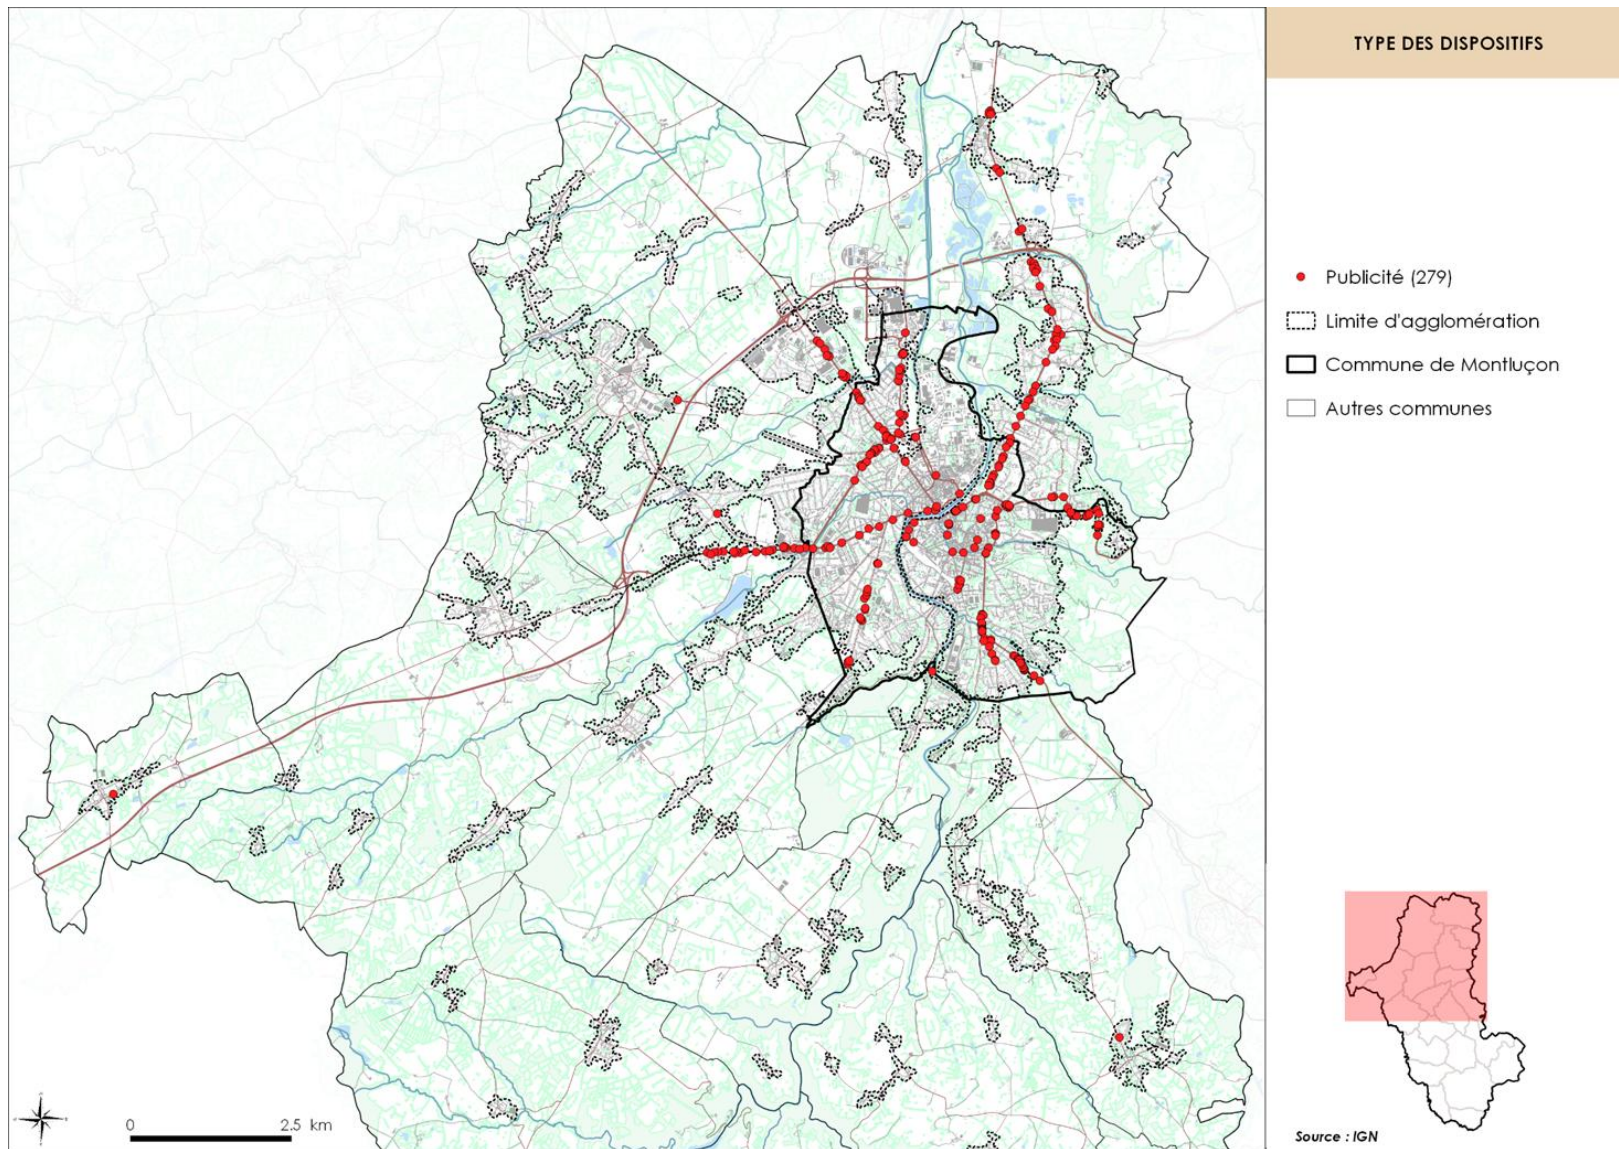 TYPE DES DISPOSITIFS
Publicité (279)
Limite d'agglomération
Commune de Montluçon
Autres communes
0 2.5 km
Source : IGN